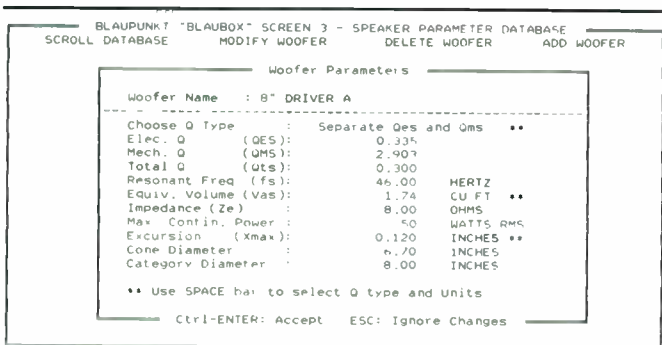 BLAUPUNKT "BLAUBOX" SCREEN 3 - SPEAKER PARAMETER DATABASE
SCROLL DATABASE MODIFY WOOFER DELETE WOOFER ADD WOOFER
Woofer Parameters
Woofer Name : 8" DRIVER A
Choose Q Type : Separate Qes and Qms **
Elec. Q (QES): 0.335
Mech. Q (QMS): 2.907
Total Q (Qts): 0.300
Resonant Freq (fs): 46.00 HERTZ
Equiv. Volume (Vas): 1.74 CU FT **
Impedance (Ze) : 8.00 OHMS
Max Contin. Power : 50 WATTS RMS
Excursion (Xmax): 0.120 INCHES **
Cone Diameter : 6.70 INCHES
Category Diameter : 8.00 INCHES
** Use SPACE bar to select Q type and Units
Ctrl-ENTER: Accept ESC: Ignore Changes